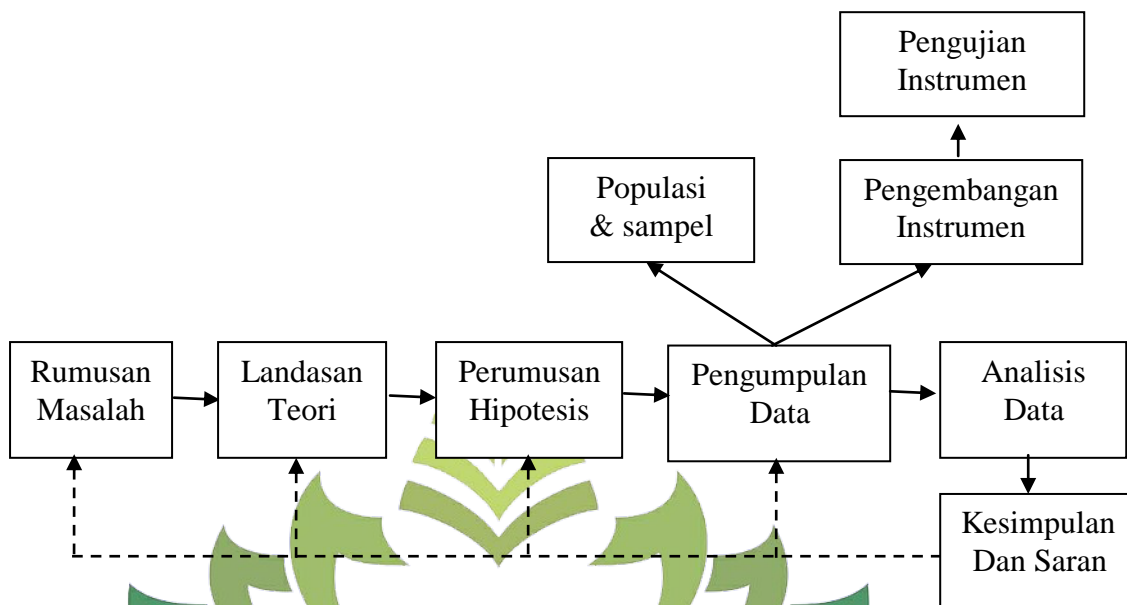 Pengujian
Instrumen
Populasi
& sampel
Pengembangan
Instrumen
Rumusan
Masalah
Landasan
Teori
Perumusan
Hipotesis
Pengumpulan
Data
Analisis
Data
Kesimpulan
Dan Saran